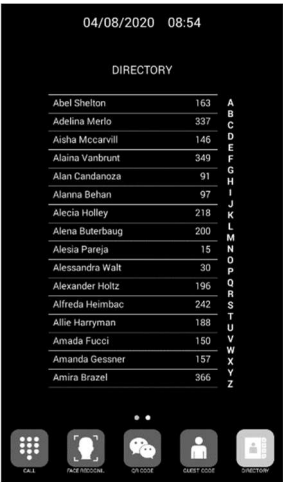 04/08/2020 08:54
DIRECTORY
Abel Shelton 163
Adelina Merlo 337
Aisha Mccarvill 146
Alaina Vanbrunt 349
Alan Candanoza 91
Alanna Behan 97
Alecia Holley 218
Alena Buterbaug 200
Alesia Pareja 15
Alessandra Walt 30
Alexander Holtz 196
Alfreda Heimbac 242
Allie Harryman 188
Amada Fucci 150
Amanda Gessner 157
Amira Brazel 366
A
B
C
D
E
F
G
H
I
J
K
L
M
N
O
P
Q
R
S
T
U
V
W
X
Y
Z
CALL
FACE RECOGNI..
QR CODE
GUEST CODE
DIRECTORY